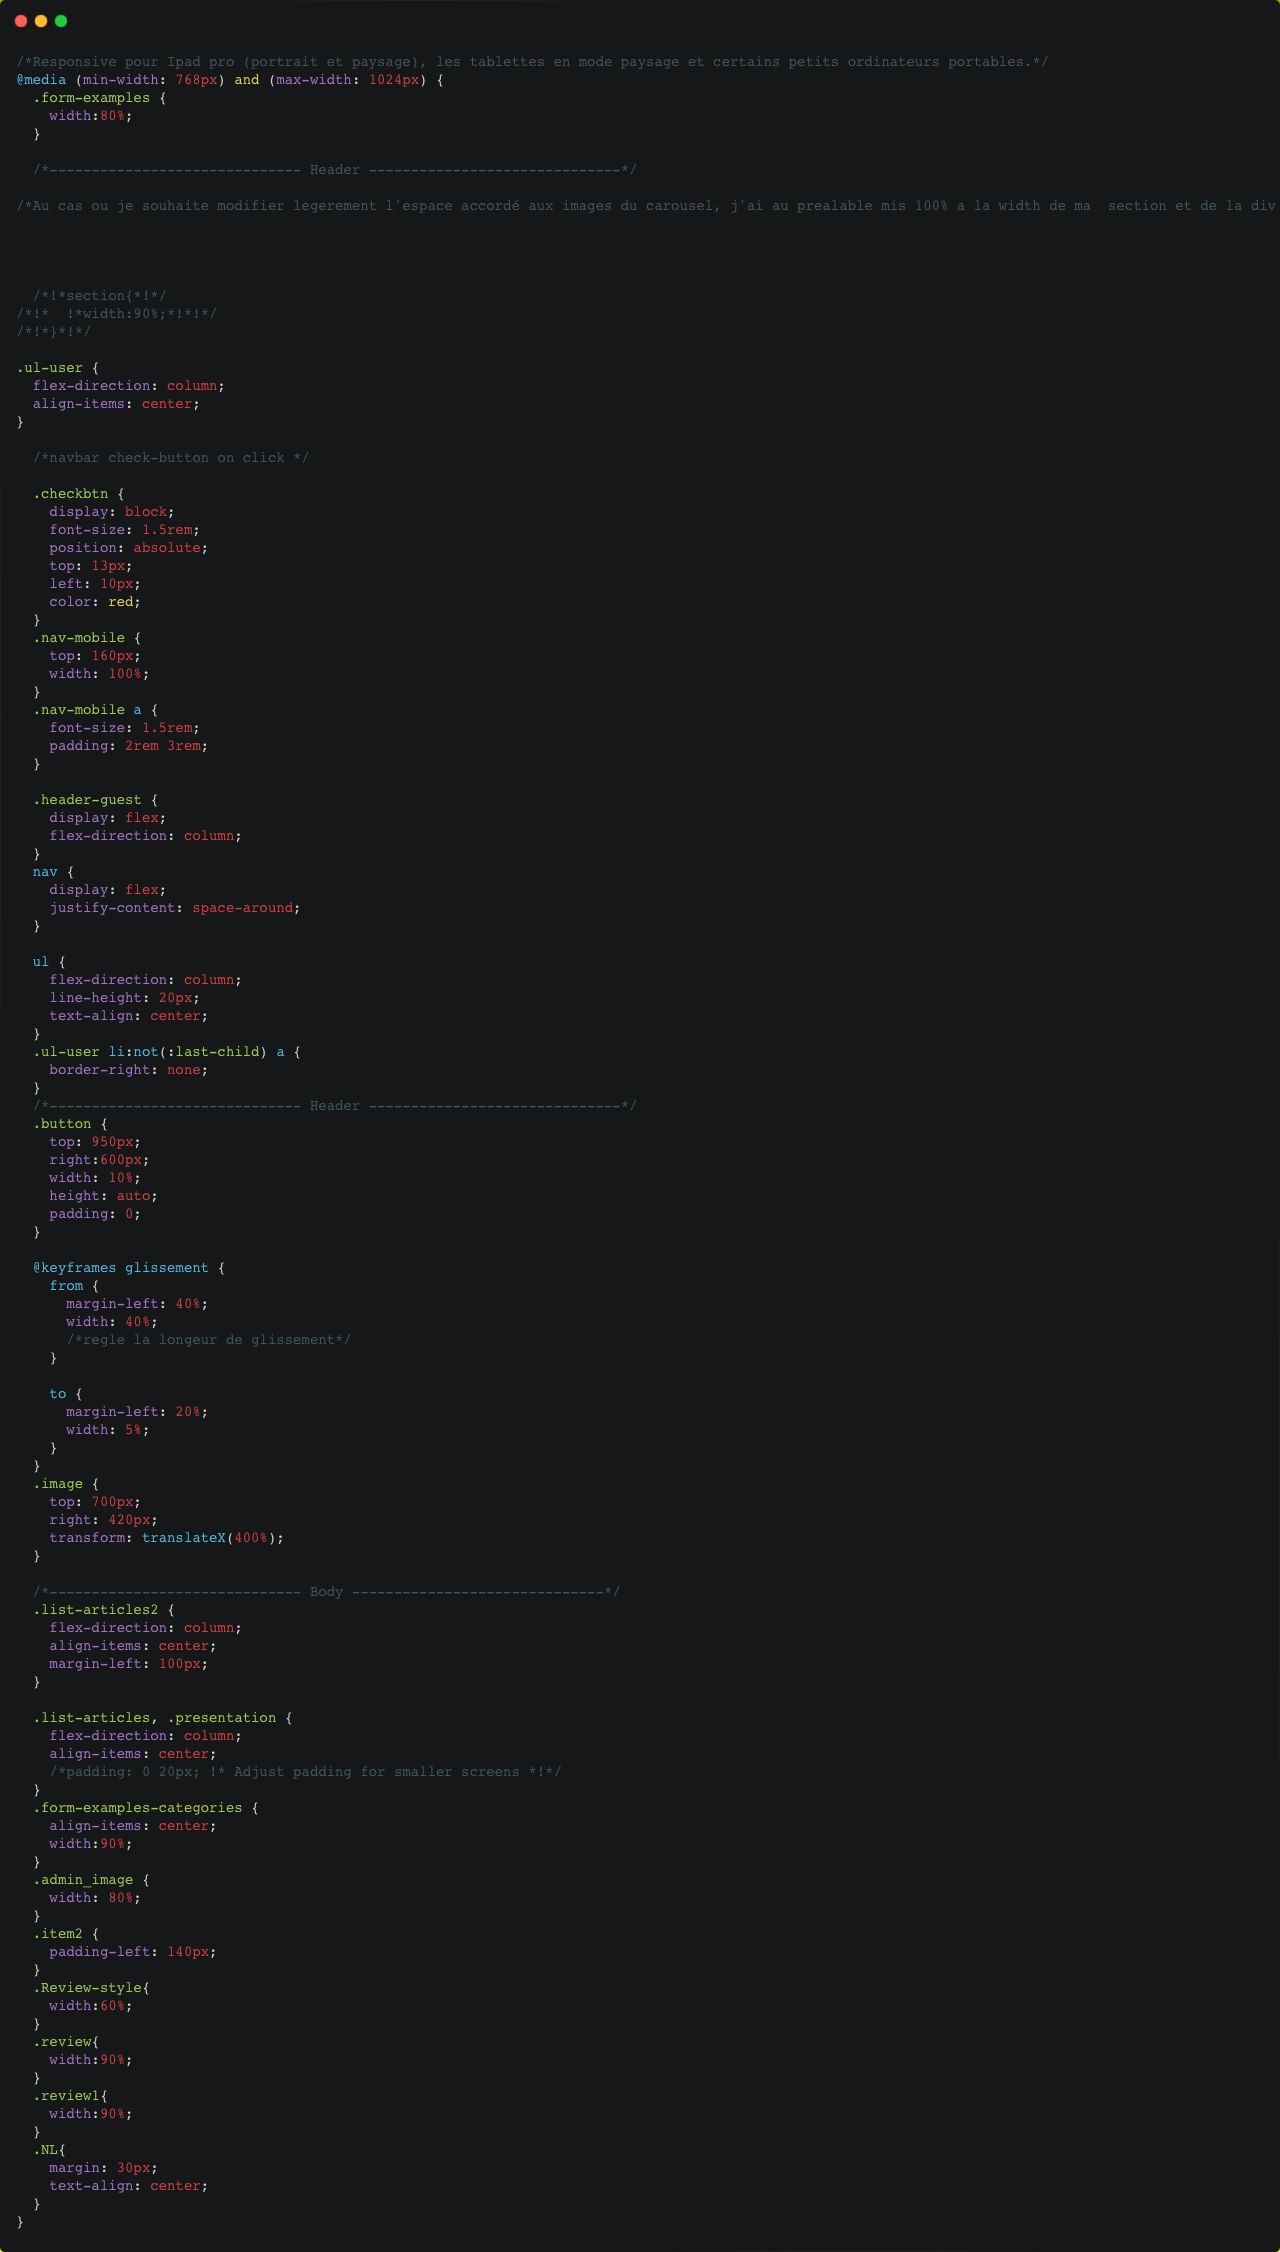 /*Responsive pour Ipad pro (portrait et paysage), les tablettes en mode paysage et certains petits ordinateurs portables.*/
@media (min-width: 768px) and (max-width: 1024px) {
  .form-examples {
    width:80%;
  }

  /*------------------------------ Header ------------------------------*/

/*Au cas ou je souhaite modifier legerement l'espace accordé aux images du carousel, j'ai au prealable mis 100% a la width de ma  section et de la div

  /*!*section{*!*/
/*!*  !*width:90%;*!*!*/
/*!*}*!*/

.ul-user {
  flex-direction: column;
  align-items: center;
}

  /*navbar check-button on click */

  .checkbtn {
    display: block;
    font-size: 1.5rem;
    position: absolute;
    top: 13px;
    left: 10px;
    color: red;
  }
  .nav-mobile {
    top: 160px;
    width: 100%;
  }
  .nav-mobile a {
    font-size: 1.5rem;
    padding: 2rem 3rem;
  }

  .header-guest {
    display: flex;
    flex-direction: column;
  }
  nav {
    display: flex;
    justify-content: space-around;
  }

  ul {
    flex-direction: column;
    line-height: 20px;
    text-align: center;
  }
  .ul-user li:not(:last-child) a {
    border-right: none;
  }
  /*------------------------------ Header ------------------------------*/
  .button {
    top: 950px;
    right:600px;
    width: 10%;
    height: auto;
    padding: 0;
  }

  @keyframes glissement {
    from {
      margin-left: 40%;
      width: 40%;
      /*regle la longeur de glissement*/
    }

    to {
      margin-left: 20%;
      width: 5%;
    }
  }
  .image {
    top: 700px;
    right: 420px;
    transform: translateX(400%);
  }

  /*------------------------------ Body ------------------------------*/
  .list-articles2 {
    flex-direction: column;
    align-items: center;
    margin-left: 100px;
  }

  .list-articles, .presentation {
    flex-direction: column;
    align-items: center;
    /*padding: 0 20px; !* Adjust padding for smaller screens *!*/
  }
  .form-examples-categories {
    align-items: center;
    width:90%;
  }
  .admin_image {
    width: 80%;
  }
  .item2 {
    padding-left: 140px;
  }
  .Review-style{
    width:60%;
  }
  .review{
    width:90%;
  }
  .review1{
    width:90%;
  }
  .NL{
    margin: 30px;
    text-align: center;
  }
}